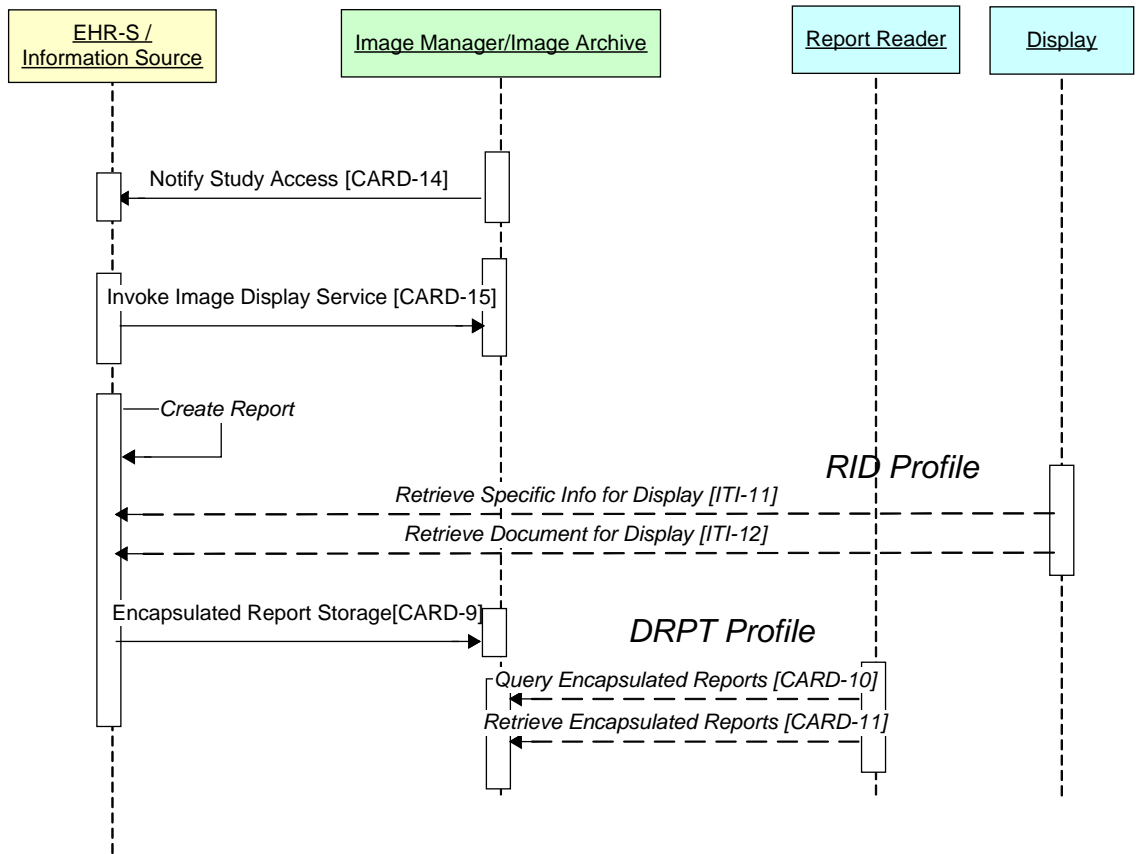 EHR-S /
Information Source
Image Manager/Image Archive
Report Reader
Display
Notify Study Access [CARD-14]
Invoke Image Display Service [CARD-15]
Create Report
RID Profile
Retrieve Specific Info for Display [ITI-11]
Retrieve Document for Display [ITI-12]
Encapsulated Report Storage[CARD-9]
DRPT Profile
Query Encapsulated Reports [CARD-10]
Retrieve Encapsulated Reports [CARD-11]